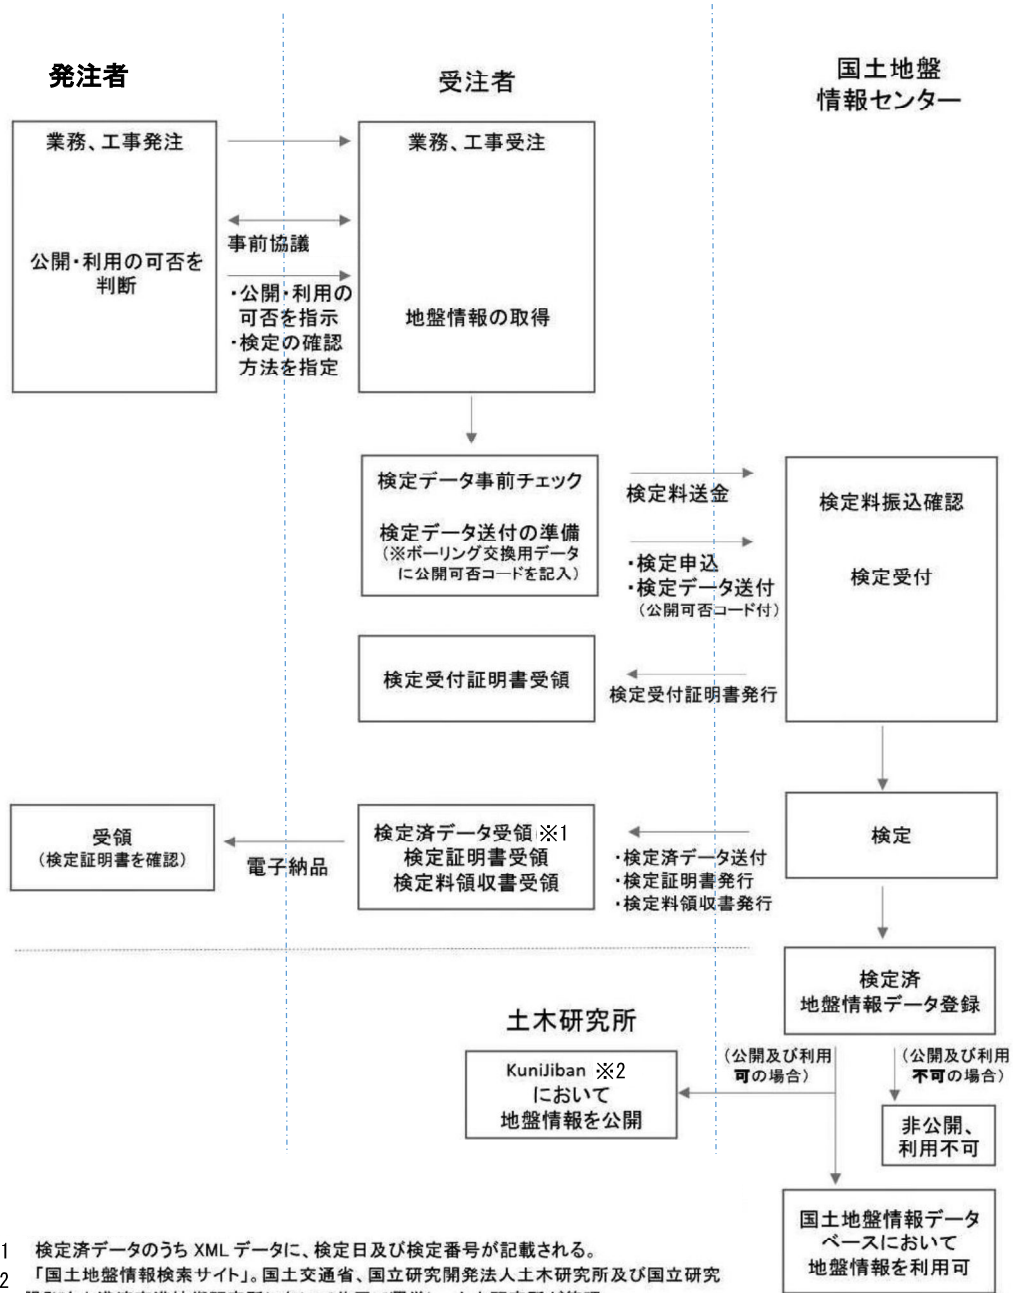 発注者
受注者
国土地盤
情報センター
業務、工事発注
公開・利用の可否を
判断
事前協議
・公開・利用の
可否を指示
・検定の確認
方法を指定
業務、工事受注
地盤情報の取得
検定データ事前チェック
検定データ送付の準備
(※ボーリング交換用データ
に公開可否コードを記入)
検定料送金
・検定申込
・検定データ送付
(公開可否コード付)
検定料振込確認
検定受付
検定受付証明書受領
検定受付証明書発行
受領
(検定証明書を確認)
電子納品
検定済データ受領 ※1
検定証明書受領
検定料領収書受領
・検定済データ送付
・検定証明書発行
・検定料領収書発行
検定
検定済
地盤情報データ登録
土木研究所
KuniJiban ※2
において
地盤情報を公開
(公開及び利用
可の場合)
(公開及び利用
不可の場合)
非公開、
利用不可
国土地盤情報データ
ベースにおいて
地盤情報を利用可
1 検定済データのうち XML データに、検定日及び検定番号が記載される。
2 「国土地盤情報検索サイト」。国土交通省、国立研究開発法人土木研究所及び国立研究